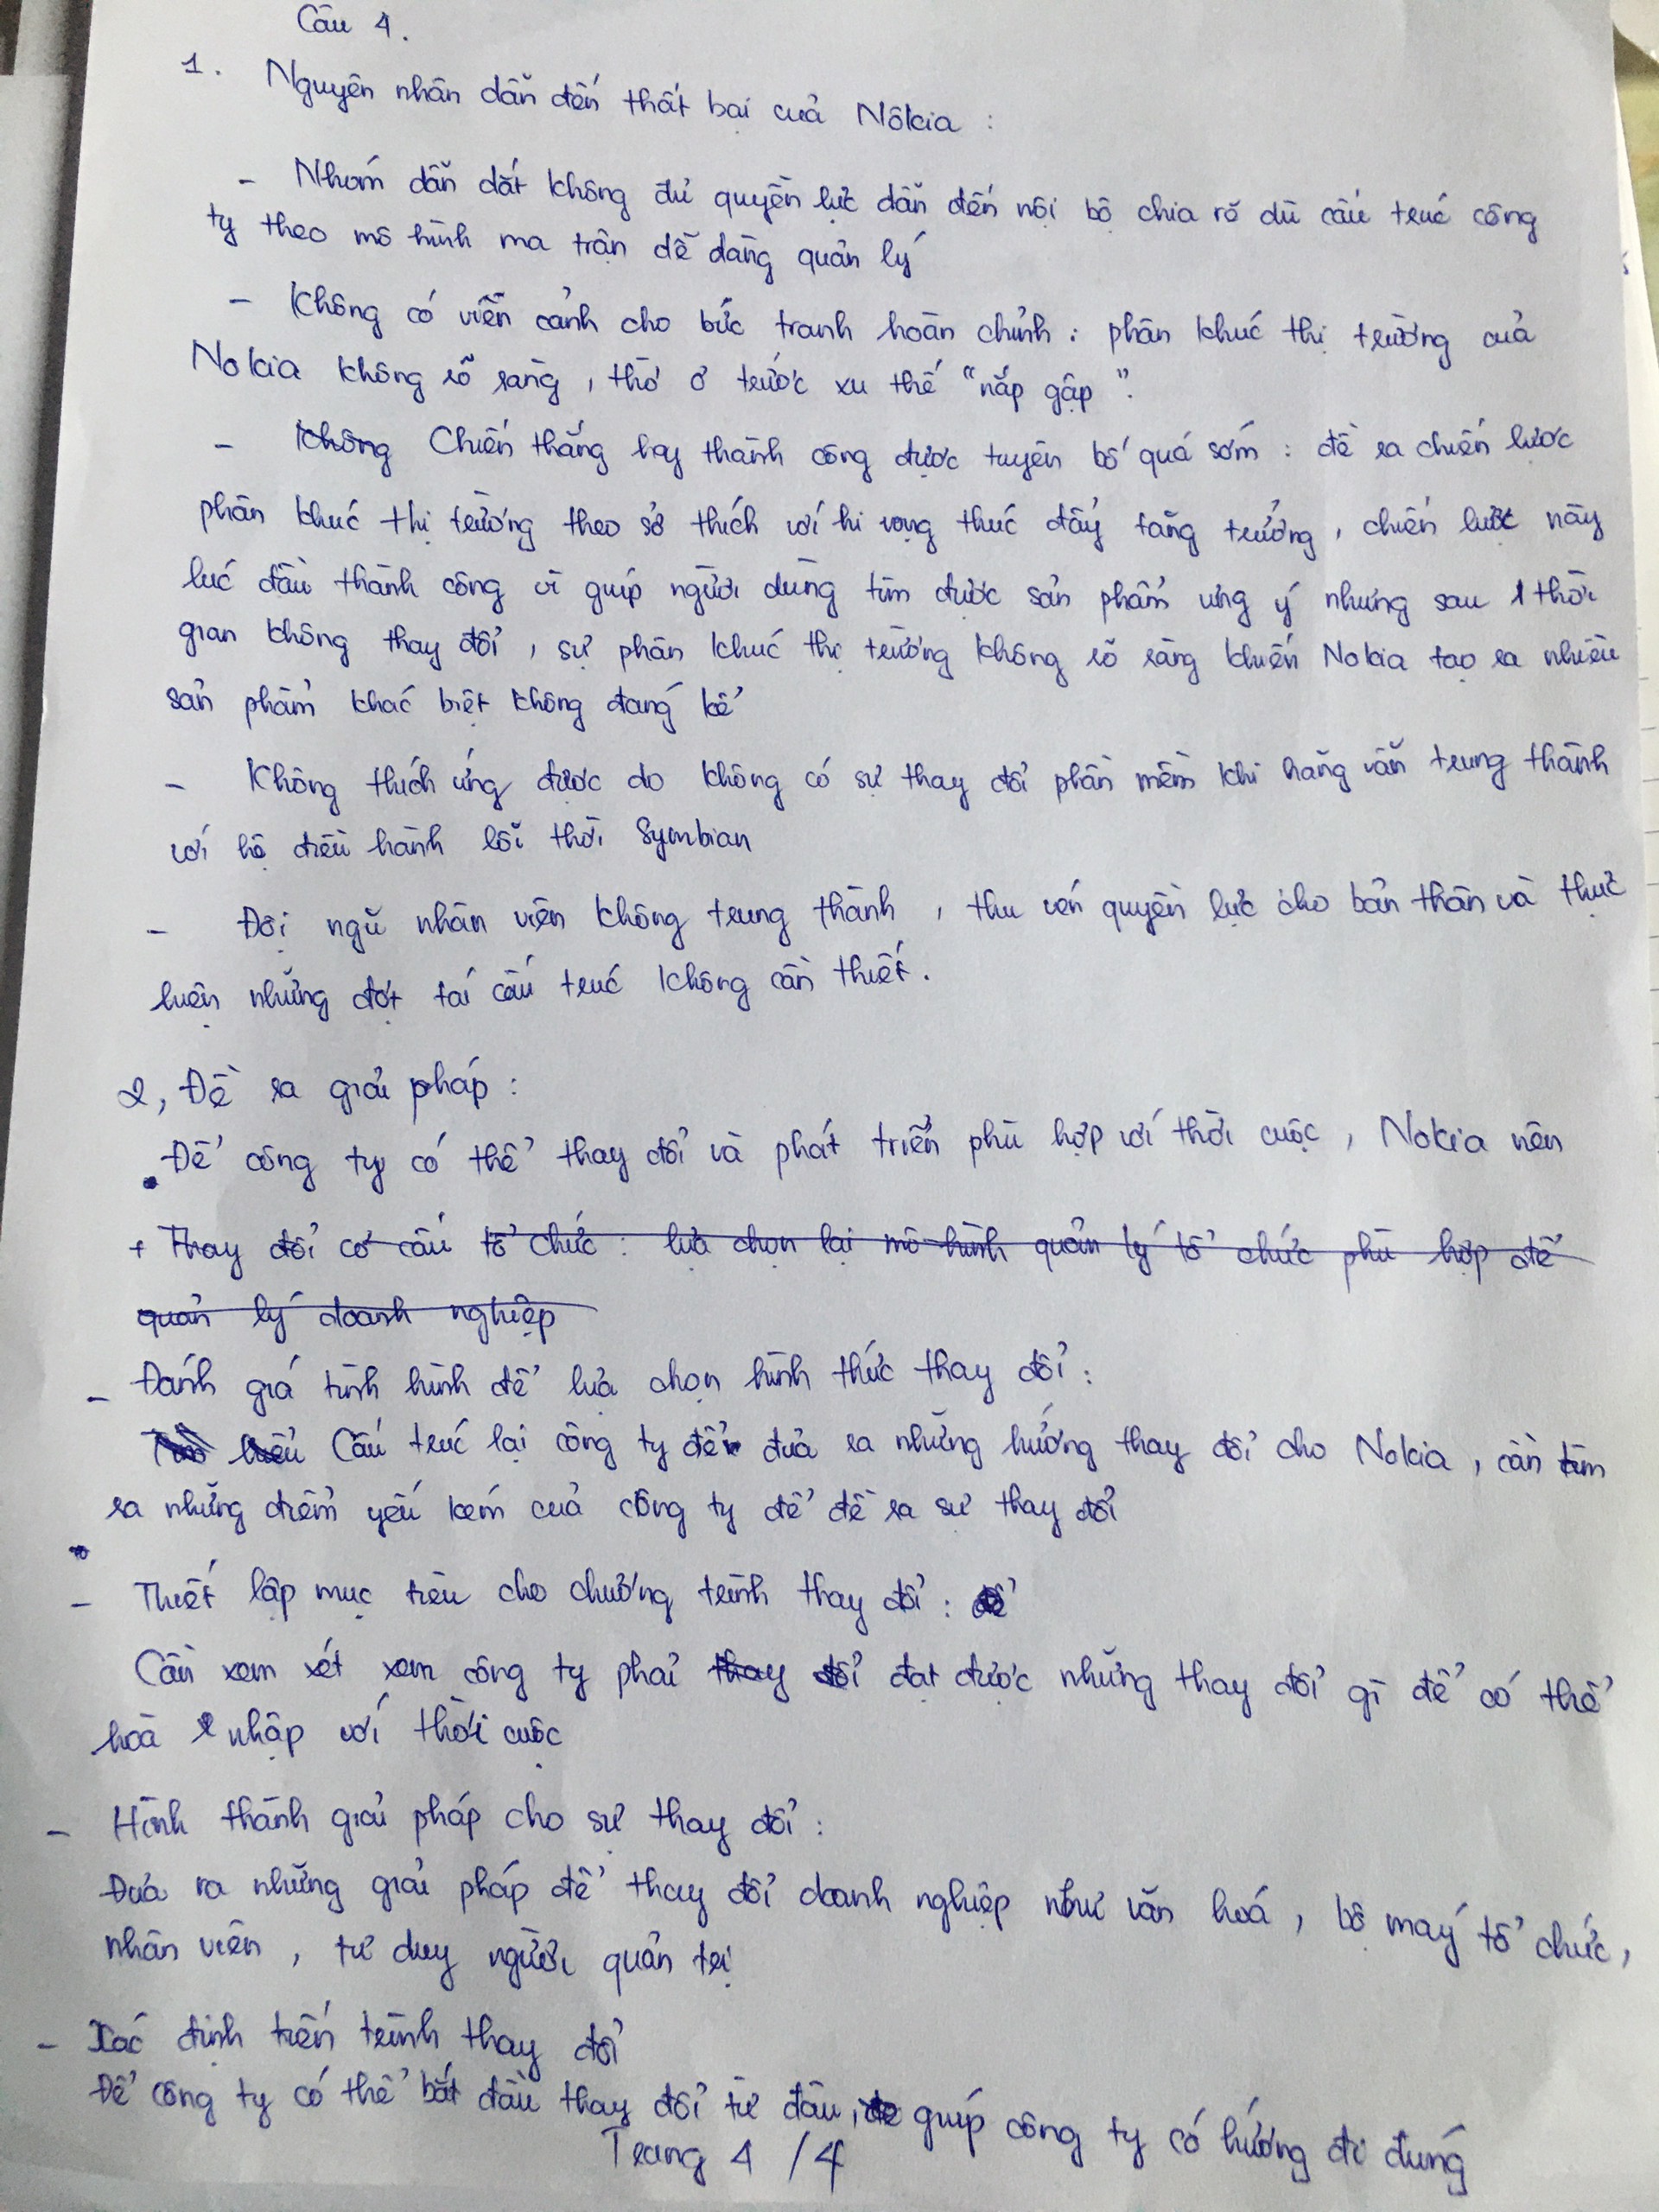 Câu 4.
1. Nguyên nhân dẫn đến thất bại của Nôkia :
- Nhóm dẫn dắt không đủ quyền lực dẫn đến nội bộ chia rẽ dù cấu trúc công
ty theo mô hình ma trận dễ dàng quản lý
- Không có viễn cảnh cho bức tranh hoàn chỉnh : phân khúc thị trường của
Nokia không rõ ràng, thờ ơ trước xu thế "nắp gập".
- Không Chiến thắng hay thành công được tuyên bố quá sớm : đề ra chiến lược
phân khúc thị trường theo sở thích với hi vọng thúc đẩy tăng trưởng, chiến lược này
lúc đầu thành công vì giúp người dùng tìm được sản phẩm ưng ý nhưng sau 1 thời
gian không thay đổi, sự phân khúc thị trường không rõ ràng khiến Nokia tạo ra nhiều
sản phẩm khác biệt không đáng kể
- Không thích ứng được do không có sự thay đổi phần mềm khi hãng vẫn trung thành
với hệ điều hành lỗi thời Symbian
- Đội ngũ nhân viên không trung thành, thu vén quyền lực cho bản thân và thực
hiện những đợt tái cấu trúc không cần thiết.
2, Đề ra giải pháp :
Để công ty có thể thay đổi và phát triển phù hợp với thời cuộc, Nokia nên
+ Thay đổi cơ cấu tổ chức : lựa chọn lại mô hình quản lý tổ chức phù hợp để
quản lý doanh nghiệp
- Đánh giá tình hình để lựa chọn hình thức thay đổi :
Cấu trúc lại công ty để đưa ra những hướng thay đổi cho Nokia, cần tìm
ra những điểm yếu kém của công ty để đề ra sự thay đổi
- Thiết lập mục tiêu cho chương trình thay đổi : để
Cần xem xét xem công ty phải thay đổi đạt được những thay đổi gì để có thể
hoà nhập với thời cuộc
- Hình thành giải pháp cho sự thay đổi :
Đưa ra những giải pháp để thay đổi doanh nghiệp như văn hoá, bộ máy tổ chức,
nhân viên, tư duy người quản trị
- Xác định tiến trình thay đổi
Để công ty có thể bắt đầu thay đổi từ đâu, để giúp công ty có hướng đi đúng
Trang 4 / 4